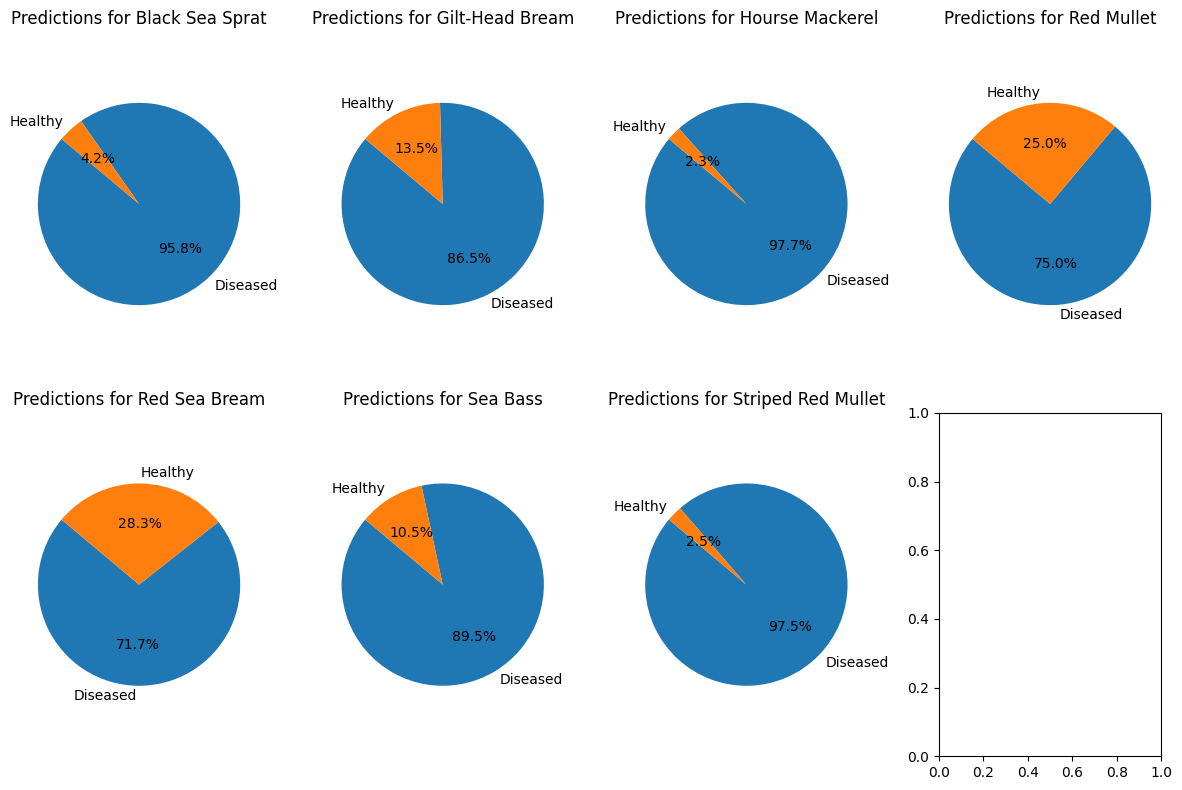 Predictions for Black Sea Sprat
Healthy
4.2%
95.8%
Diseased
Predictions for Gilt-Head Bream
Healthy
13.5%
86.5%
Diseased
Predictions for Hourse Mackerel
Healthy
2.3%
97.7%
Diseased
Predictions for Red Mullet
Healthy
25.0%
75.0%
Diseased
Predictions for Red Sea Bream
Healthy
28.3%
71.7%
Diseased
Predictions for Sea Bass
Healthy
10.5%
89.5%
Diseased
Predictions for Striped Red Mullet
Healthy
2.5%
97.5%
Diseased
1.0
0.8
0.6
0.4
0.2
0.0
0.0 0.2 0.4 0.6 0.8 1.0